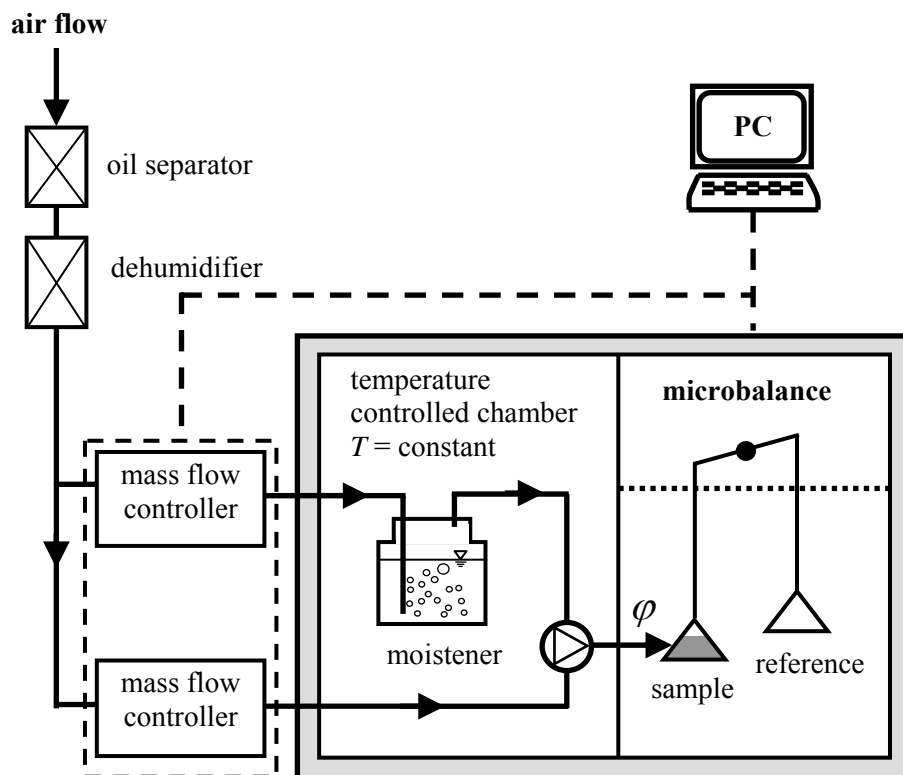 air flow
oil separator
dehumidifier
PC
temperature
controlled chamber
T = constant
microbalance
mass flow
controller
moistener
φ
sample
reference
mass flow
controller